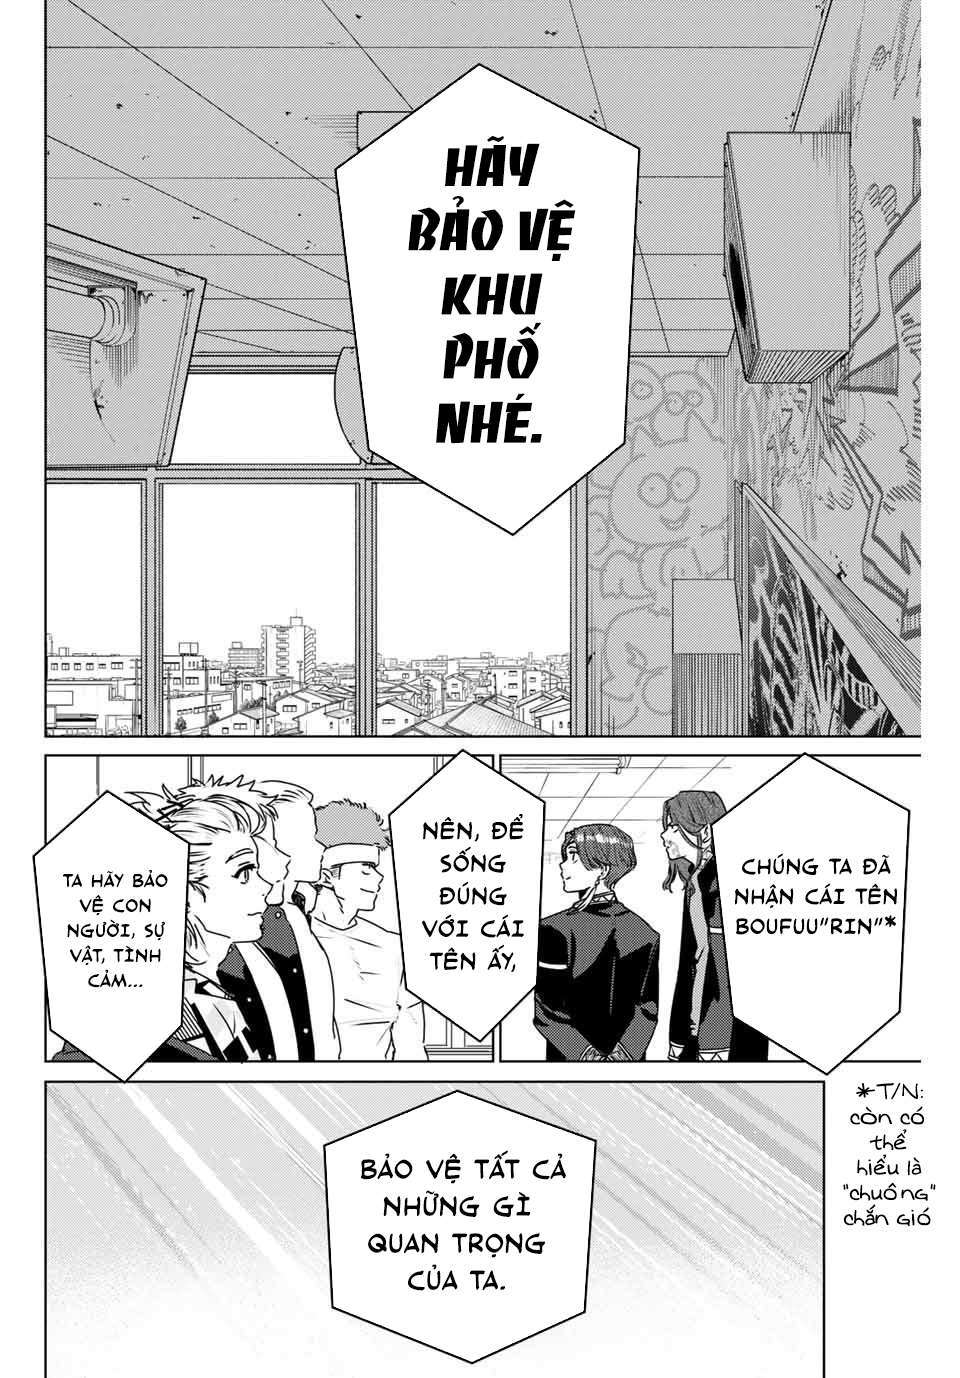 HÃY
BẢO VỆ
KHU
PHỐ
NHÉ.
CHÚNG TA ĐÃ
NHẬN CÁI TÊN
BOUFUU"RIN"*
NÊN, ĐỂ
SỐNG
ĐÚNG
VỚI CÁI
TÊN ẤY,
TA HÃY BẢO
VỆ CON
NGƯỜI, SỰ
VẬT, TÌNH
CẢM...
*T/N:
còn có
thể
hiểu là
"chuông"
chắn gió
BẢO VỆ TẤT CẢ
NHỮNG GÌ
QUAN TRỌNG
CỦA TA.